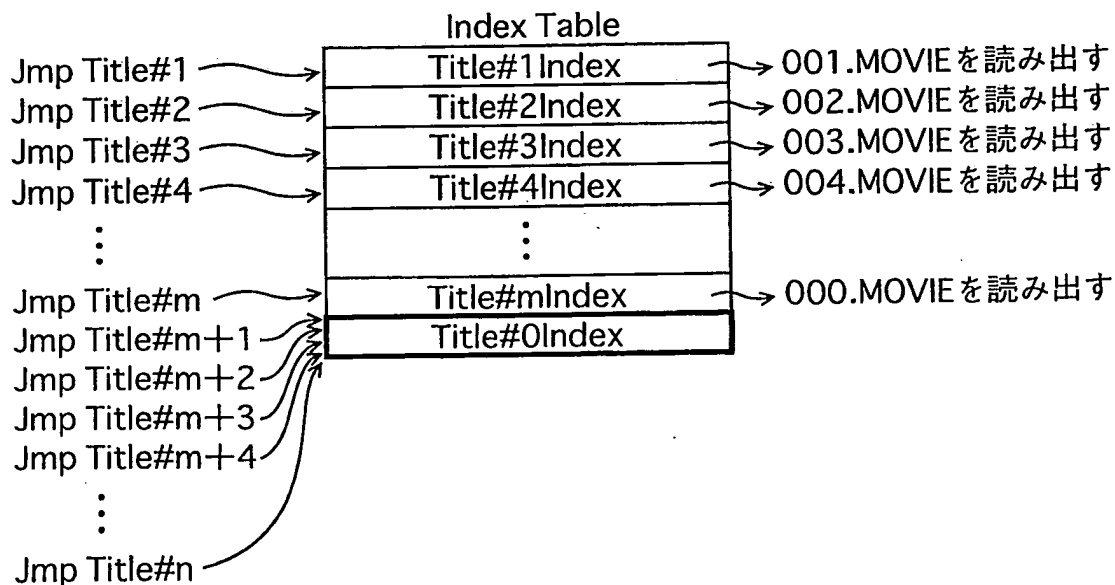 Index Table
Jmp Title#1 Title#1Index 001.MOVIEを読み出す
Jmp Title#2 Title#2Index 002.MOVIEを読み出す
Jmp Title#3 Title#3Index 003.MOVIEを読み出す
Jmp Title#4 Title#4Index 004.MOVIEを読み出す
Jmp Title#m Title#mIndex 000.MOVIEを読み出す
Jmp Title#m+1 Title#0Index
Jmp Title#m+2
Jmp Title#m+3
Jmp Title#m+4
Jmp Title#n